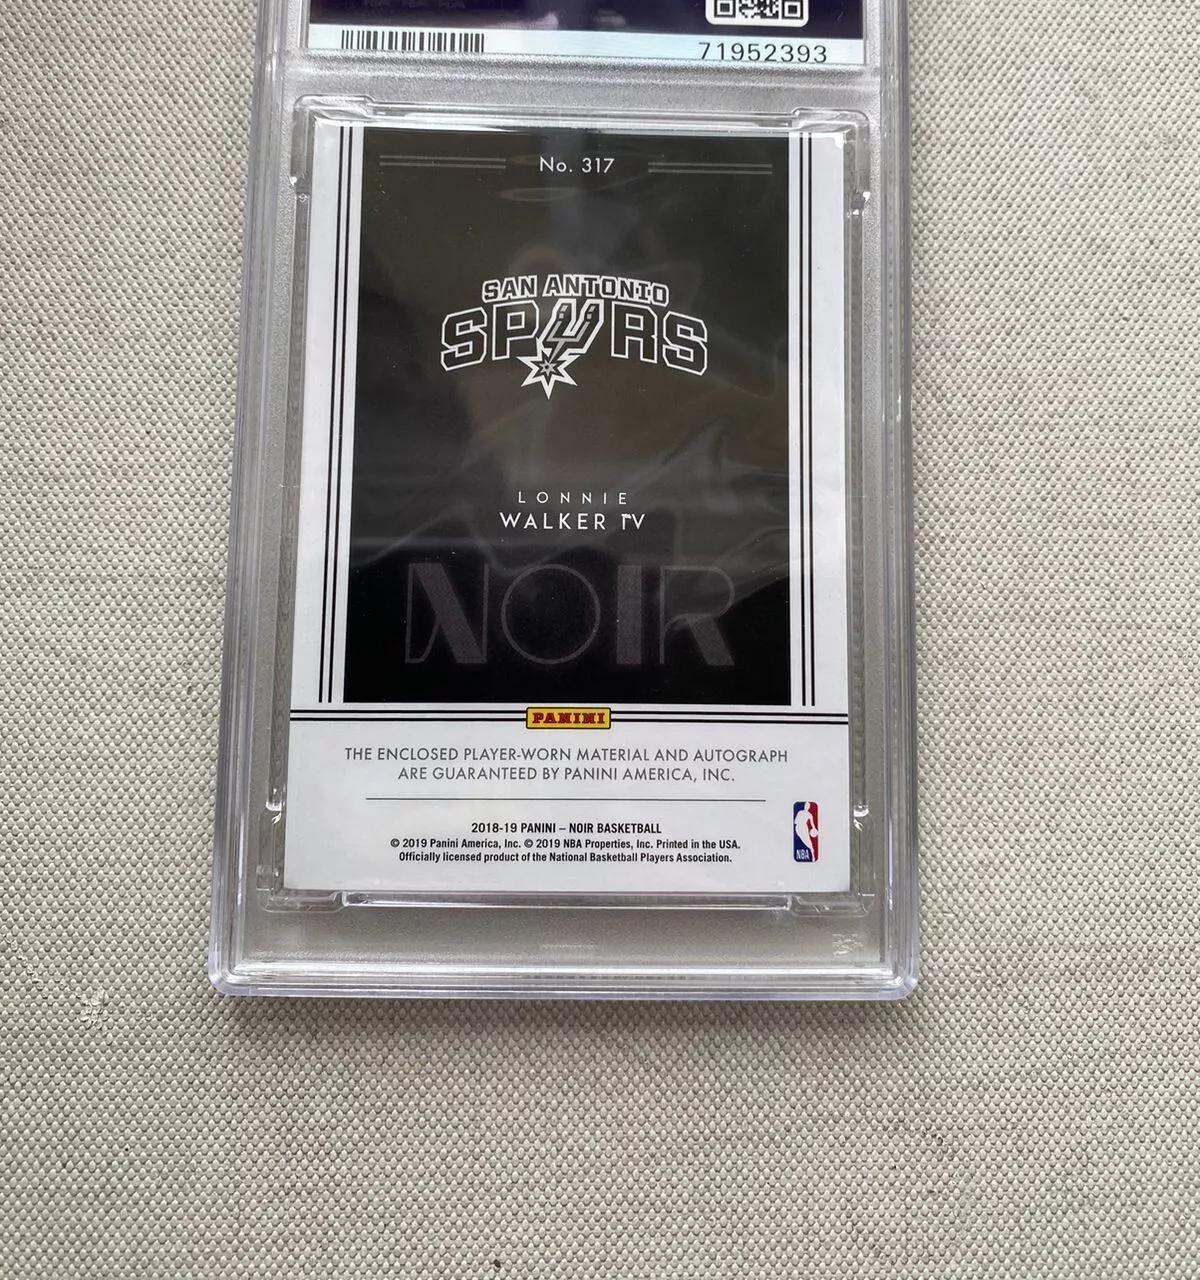 71952393
No. 317
SAN ANTONIO
SPURS
LONNIE
WALKER IV
NOIR
PANINI
THE ENCLOSED PLAYER-WORN MATERIAL AND AUTOGRAPH
ARE GUARANTEED BY PANINI AMERICA, INC.
2018-19 PANINI – NOIR BASKETBALL
© 2019 Panini America, Inc. © 2019 NBA Properties, Inc. Printed in the USA.
Officially licensed product of the National Basketball Players Association.
NBA